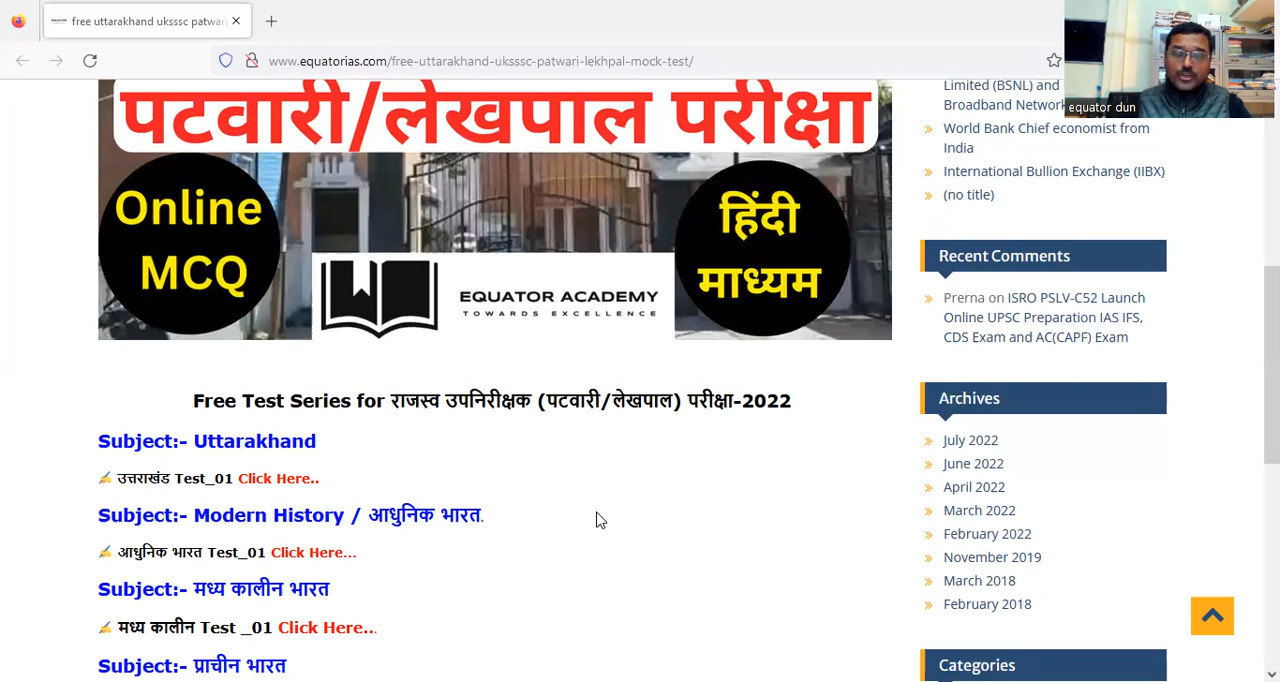 free uttarakhand uksssc patwari
www.equatorias.com/free-uttarakhand-uksssc-patwari-lekhpal-mock-test/
equator dun
पटवारी/लेखपाल परीक्षा
Online
MCQ
हिंदी
माध्यम
EQUATOR ACADEMY
TOWARDS EXCELLENCE
Free Test Series for राजस्व उपनिरीक्षक (पटवारी/लेखपाल) परीक्षा-2022
Subject:- Uttarakhand
✍ उत्तराखंड Test_01 Click Here..
Subject:- Modern History / आधुनिक भारत.
✍ आधुनिक भारत Test_01 Click Here...
Subject:- मध्य कालीन भारत
✍ मध्य कालीन Test _01 Click Here...
Subject:- प्राचीन भारत
Limited (BSNL) and
Broadband Network
World Bank Chief economist from
India
International Bullion Exchange (IIBX)
(no title)
Recent Comments
Prerna on ISRO PSLV-C52 Launch
Online UPSC Preparation IAS IFS,
CDS Exam and AC(CAPF) Exam
Archives
July 2022
June 2022
April 2022
March 2022
February 2022
November 2019
March 2018
February 2018
Categories